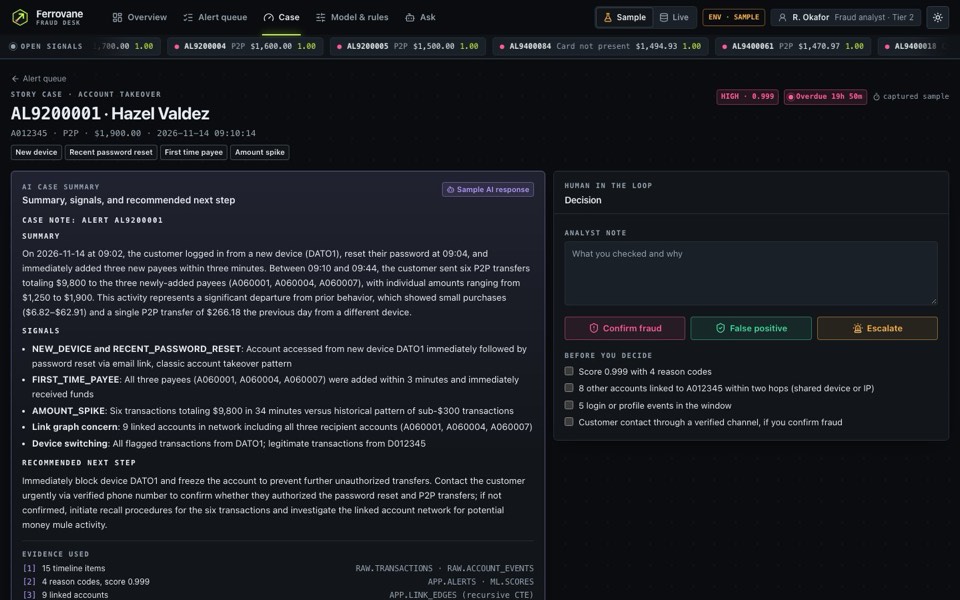 Ferrovane
FRAUD DESK
Overview
Alert queue
Case
Model & rules
Ask
Sample
Live
ENV · SAMPLE
R. Okafor Fraud analyst · Tier 2
OPEN SIGNALS
,700.00 1.00
AL9200004 P2P $1,600.00 1.00
AL9200005 P2P $1,500.00 1.00
AL9400084 Card not present $1,494.93 1.00
AL9400061 P2P $1,470.97 1.00
AL9400018
← Alert queue
STORY CASE · ACCOUNT TAKEOVER
AL9200001 · Hazel Valdez
HIGH · 0.999
Overdue 19h 50m
captured sample
A012345 · P2P · $1,900.00 · 2026-11-14 09:10:14
New device
Recent password reset
First time payee
Amount spike
AI CASE SUMMARY
Summary, signals, and recommended next step
Sample AI response
CASE NOTE: ALERT AL9200001
SUMMARY
On 2026-11-14 at 09:02, the customer logged in from a new device (DATO1), reset their password at 09:04, and
immediately added three new payees within three minutes. Between 09:10 and 09:44, the customer sent six P2P transfers
totaling $9,800 to the three newly-added payees (A060001, A060004, A060007), with individual amounts ranging from
$1,250 to $1,900. This activity represents a significant departure from prior behavior, which showed small purchases
($6.82–$62.91) and a single P2P transfer of $266.18 the previous day from a different device.
SIGNALS
• NEW_DEVICE and RECENT_PASSWORD_RESET: Account accessed from new device DATO1 immediately followed by
password reset via email link, classic account takeover pattern
• FIRST_TIME_PAYEE: All three payees (A060001, A060004, A060007) were added within 3 minutes and immediately
received funds
• AMOUNT_SPIKE: Six transactions totaling $9,800 in 34 minutes versus historical pattern of sub-$300 transactions
• Link graph concern: 9 linked accounts in network including all three recipient accounts (A060001, A060004, A060007)
• Device switching: All flagged transactions from DATO1; legitimate transactions from D012345
RECOMMENDED NEXT STEP
Immediately block device DATO1 and freeze the account to prevent further unauthorized transfers. Contact the customer
urgently via verified phone number to confirm whether they authorized the password reset and P2P transfers; if not
confirmed, initiate recall procedures for the six transactions and investigate the linked account network for potential
money mule activity.
EVIDENCE USED
[1] 15 timeline items RAW.TRANSACTIONS · RAW.ACCOUNT_EVENTS
[2] 4 reason codes, score 0.999 APP.ALERTS · ML.SCORES
[3] 9 linked accounts APP.LINK_EDGES (recursive CTE)
HUMAN IN THE LOOP
Decision
ANALYST NOTE
What you checked and why
Confirm fraud
False positive
Escalate
BEFORE YOU DECIDE
Score 0.999 with 4 reason codes
8 other accounts linked to A012345 within two hops (shared device or IP)
5 login or profile events in the window
Customer contact through a verified channel, if you confirm fraud